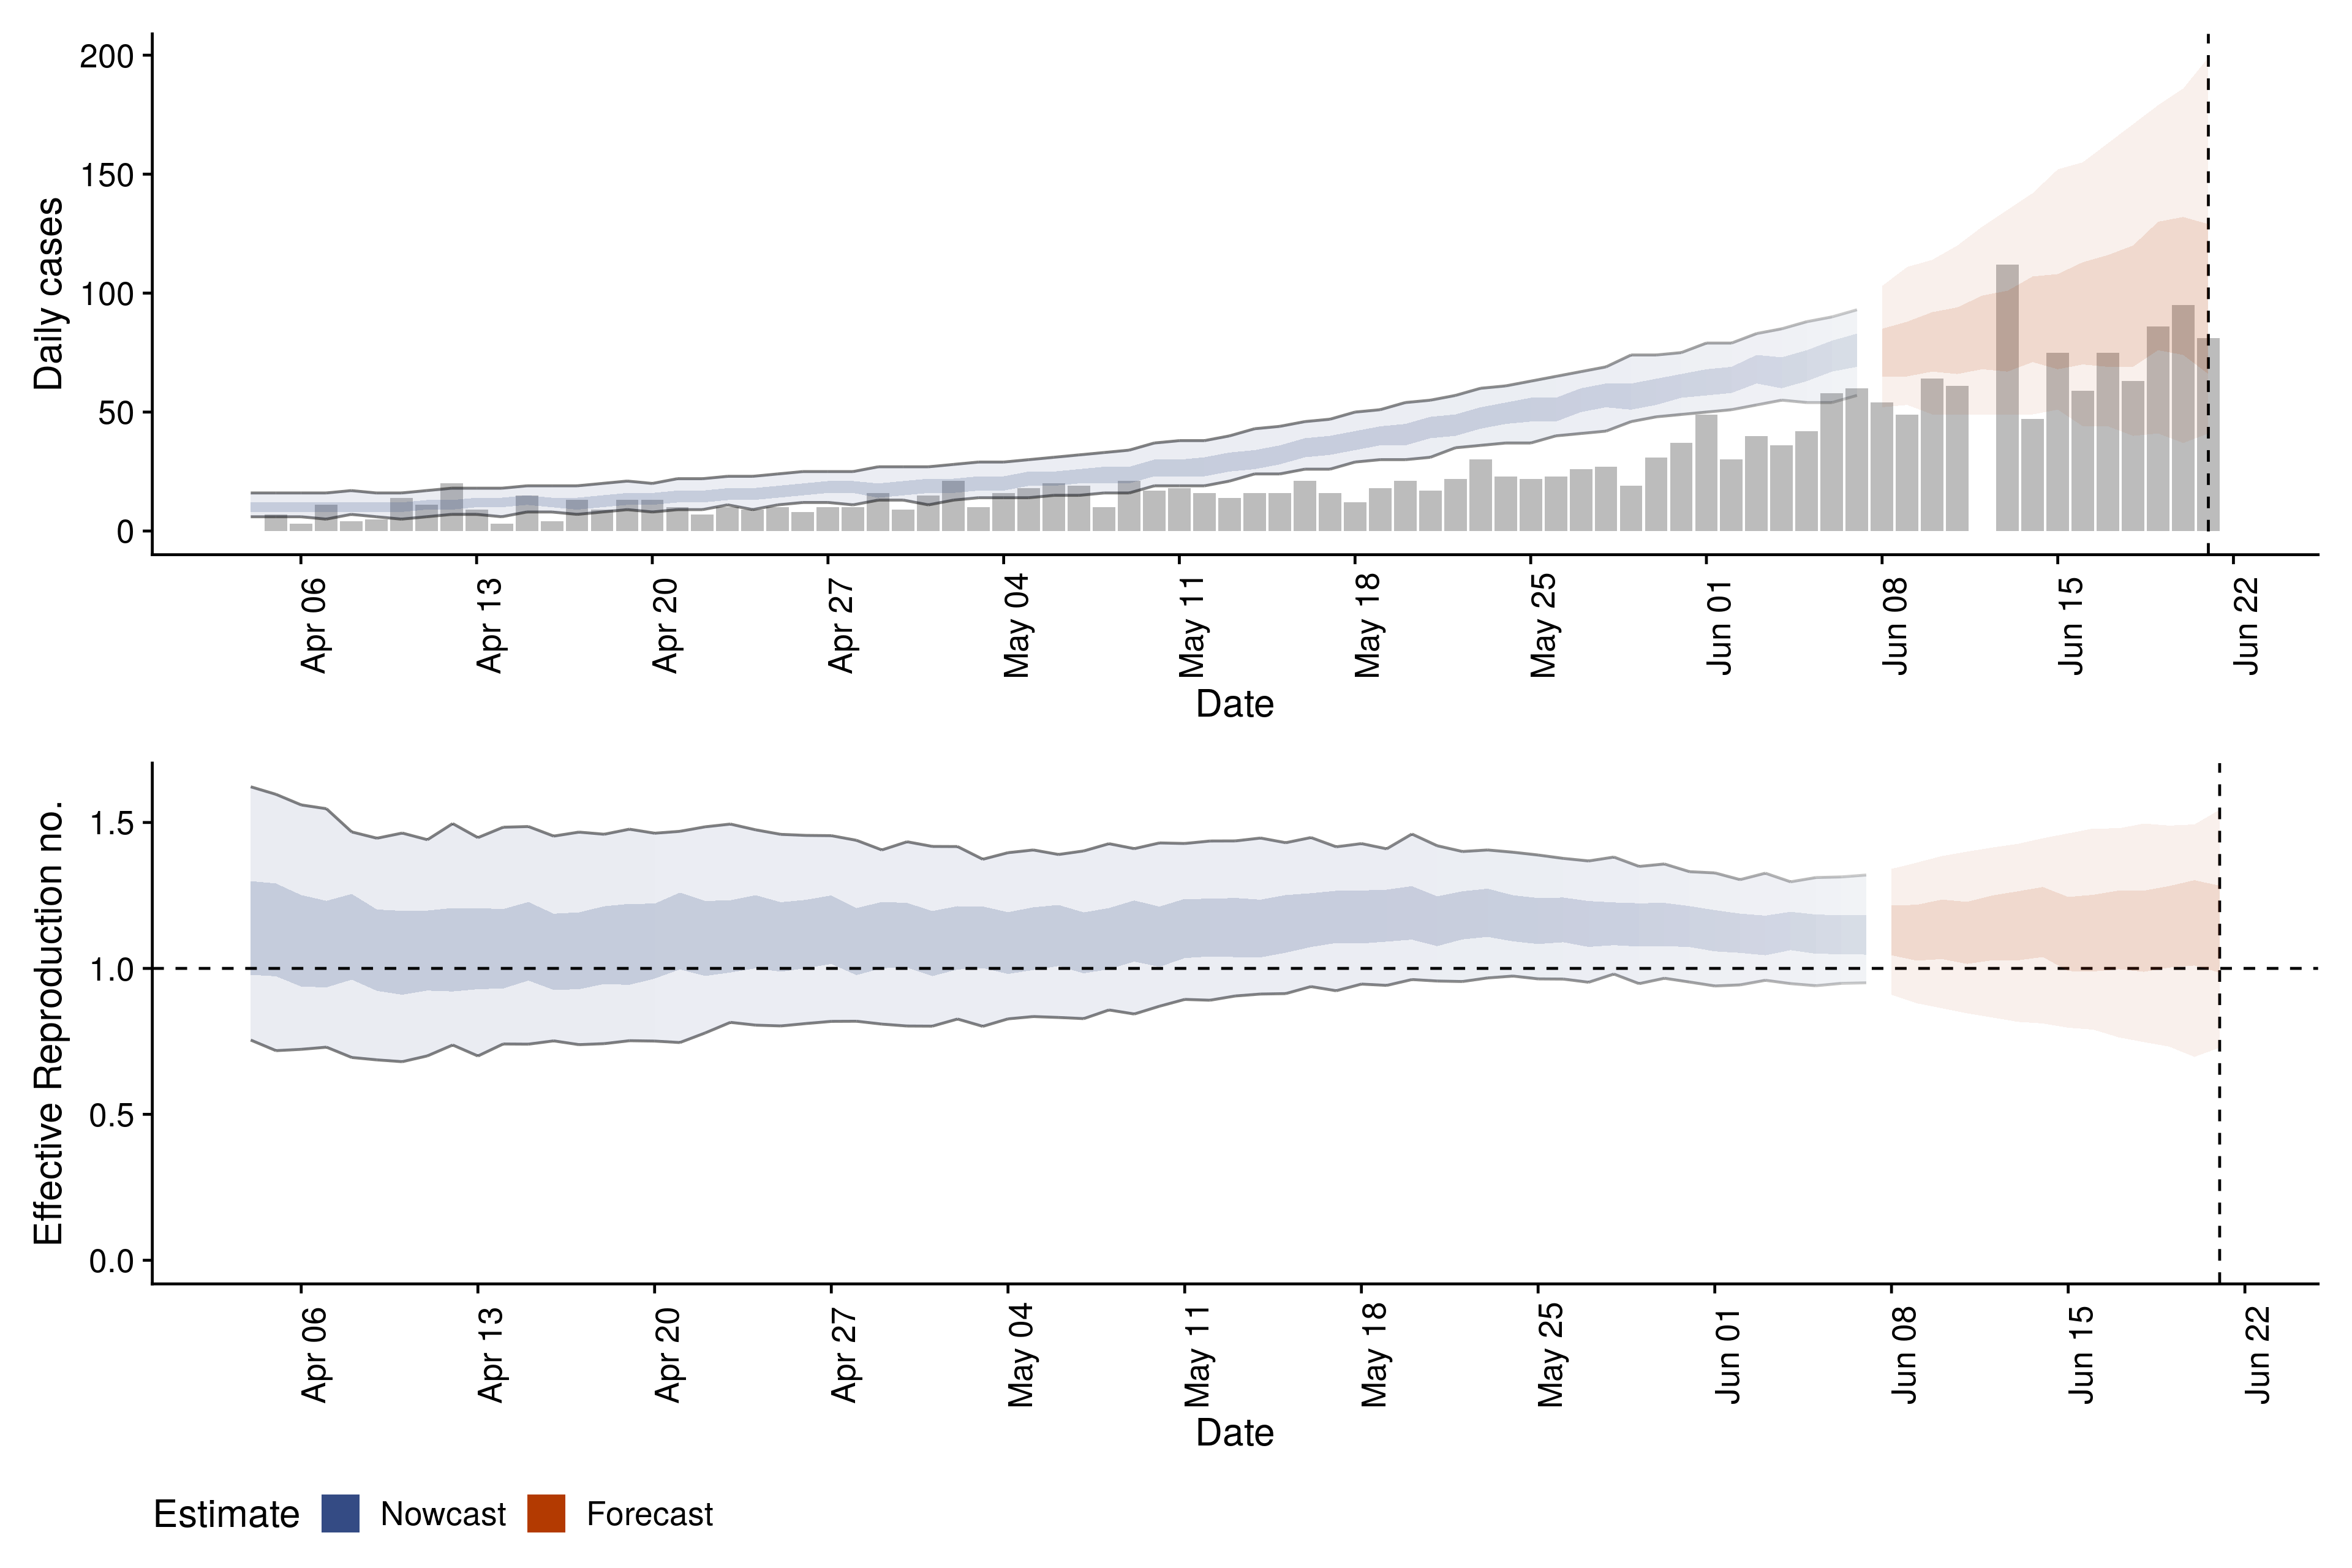 Daily cases
200
150
100
50
0
Apr 06
Apr 13
Apr 20
Apr 27
May 04
May 11
May 18
May 25
Jun 01
Jun 08
Jun 15
Jun 22
Date
Effective Reproduction no.
1.5
1.0
0.5
0.0
Apr 06
Apr 13
Apr 20
Apr 27
May 04
May 11
May 18
May 25
Jun 01
Jun 08
Jun 15
Jun 22
Date
Estimate Nowcast Forecast